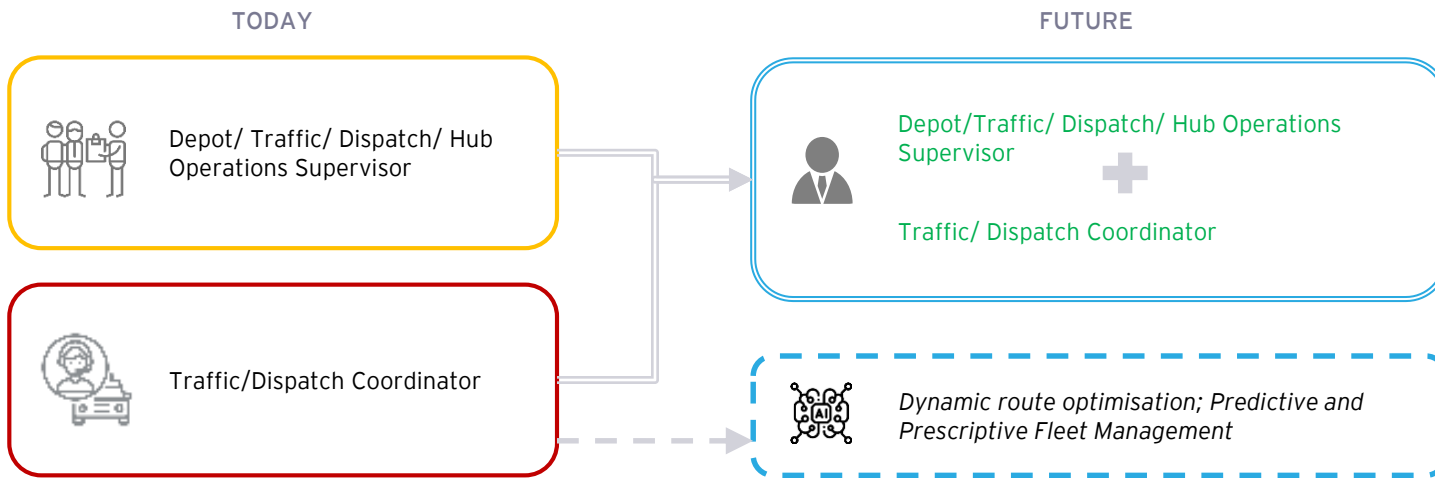 TODAY
FUTURE
Depot/ Traffic/ Dispatch/ Hub
Operations Supervisor
Depot/Traffic/ Dispatch/ Hub Operations
Supervisor
Traffic/ Dispatch Coordinator
Traffic/Dispatch Coordinator
AI
Dynamic route optimisation; Predictive and
Prescriptive Fleet Management